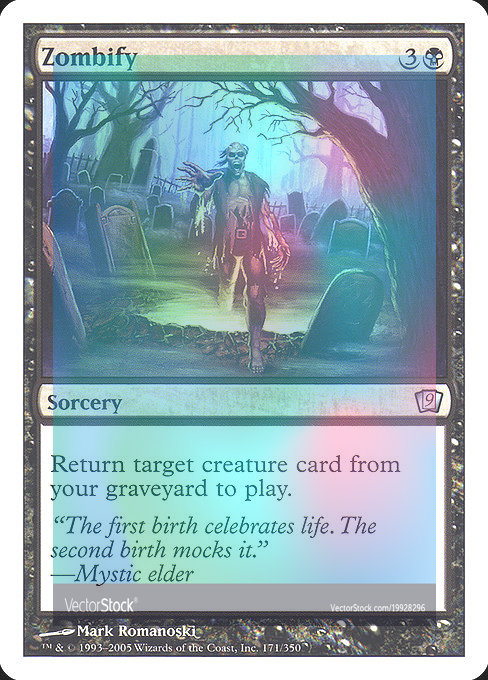 Zombify 3
Sorcery 9
Return target creature card from
your graveyard to play.
“The first birth celebrates life. The
second birth mocks it.”
—Mystic elder
VectorStock® VectorStock.com/19928296
Mark Romanoski
™ & © 1993–2005 Wizards of the Coast, Inc. 171/350